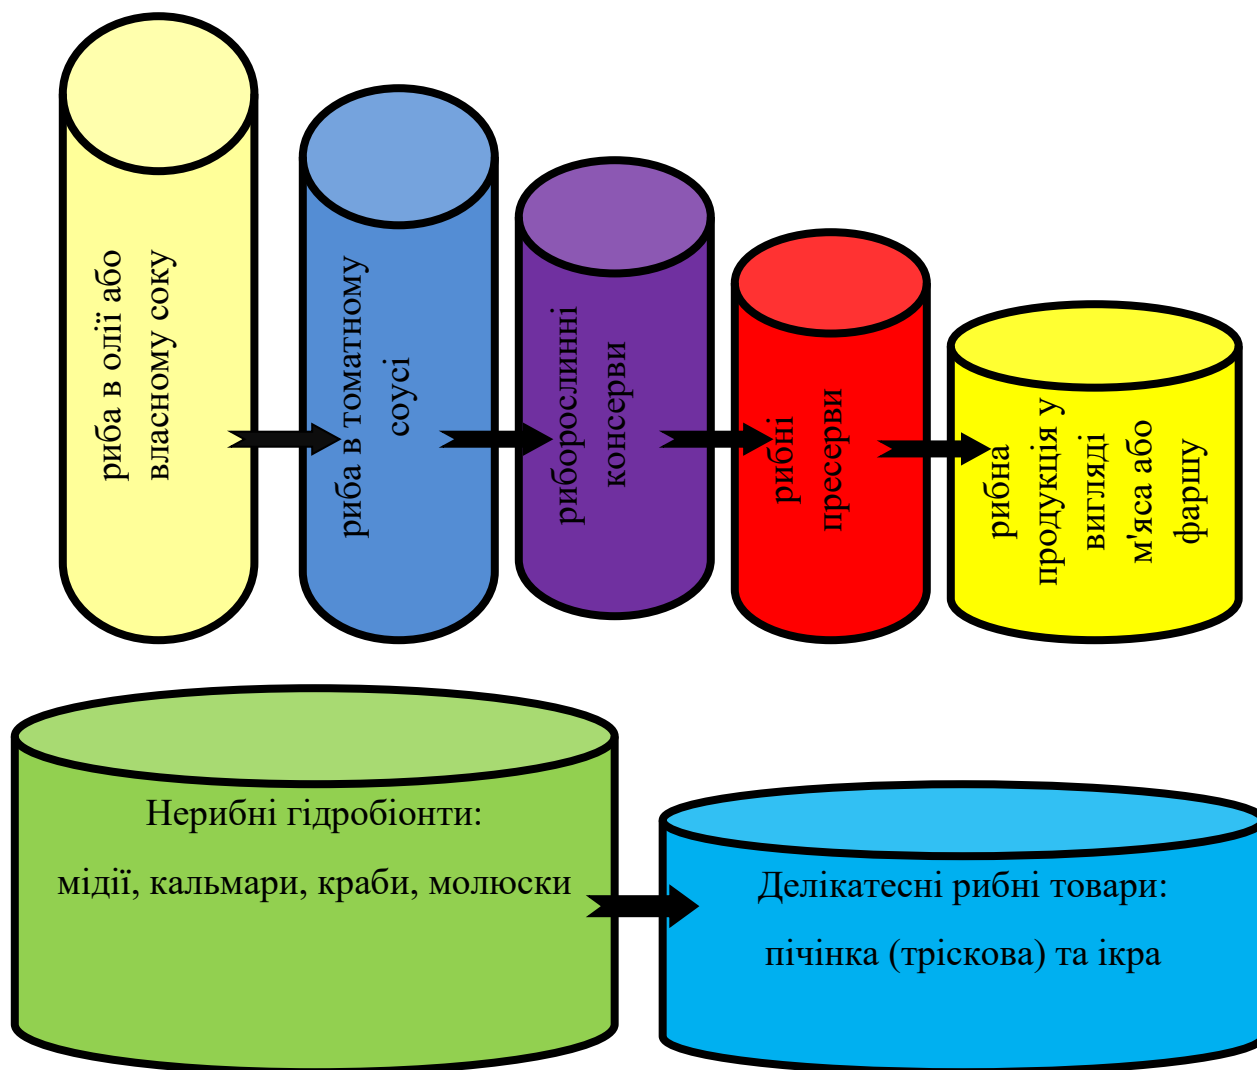 риба в олії або
власному соку
риба в томатному
соусі
риборослинні
консерви
рибні
пресерви
рибна
продукція у
вигляді
м'яса або
фаршу
Нерибні гідробіонти:
мідії, кальмари, краби, молюски
Делікатесні рибні товари:
пічінка (тріскова) та ікра